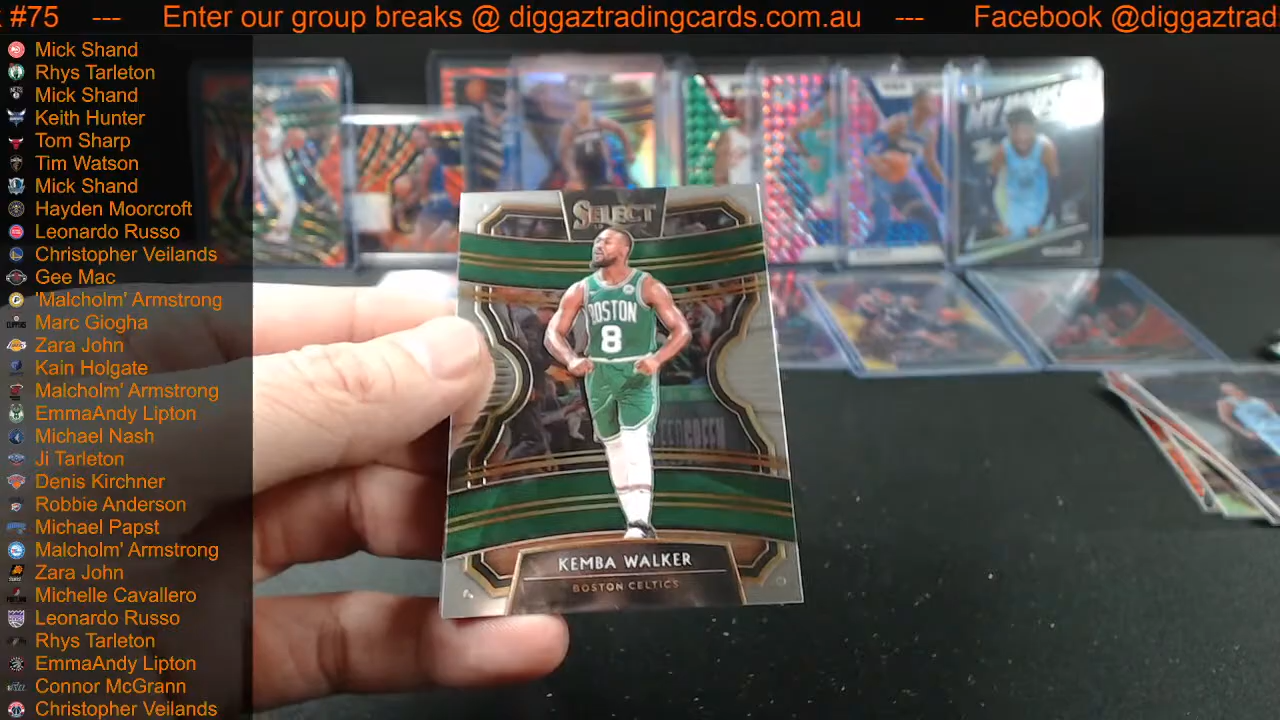 #75 --- Enter our group breaks @ diggaztradingcards.com.au --- Facebook @diggaztrad
Mick Shand
Rhys Tarleton
Mick Shand
Keith Hunter
Tom Sharp
Tim Watson
Mick Shand
Hayden Moorcroft
Leonardo Russo
Christopher Veilands
Gee Mac
'Malcholm' Armstrong
Marc Giogha
Zara John
Kain Holgate
Malcholm' Armstrong
EmmaAndy Lipton
Michael Nash
Ji Tarleton
Denis Kirchner
Robbie Anderson
Michael Papst
Malcholm' Armstrong
Zara John
Michelle Cavallero
Leonardo Russo
Rhys Tarleton
EmmaAndy Lipton
Connor McGrann
Christopher Veilands
SELECT
BOSTON
8
KEMBA WALKER
BOSTON CELTICS